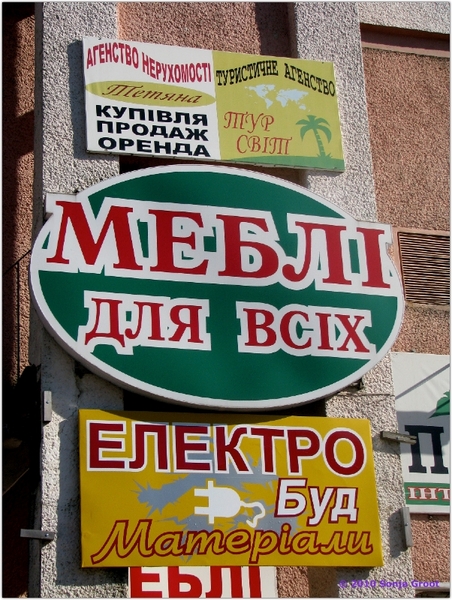 АГЕНСТВО НЕРУХОМОСТІ
Тетяна
КУПІВЛЯ
ПРОДАЖ
ОРЕНДА
ТУРИСТИЧНЕ АГЕНСТВО
ТУР
СВІТ
МЕБЛІ
ДЛЯ ВСІХ
ЕЛЕКТРО
Буд
Матеріали
П
ІНТ
ЕБЛІ
© 2010 Sonja Groot